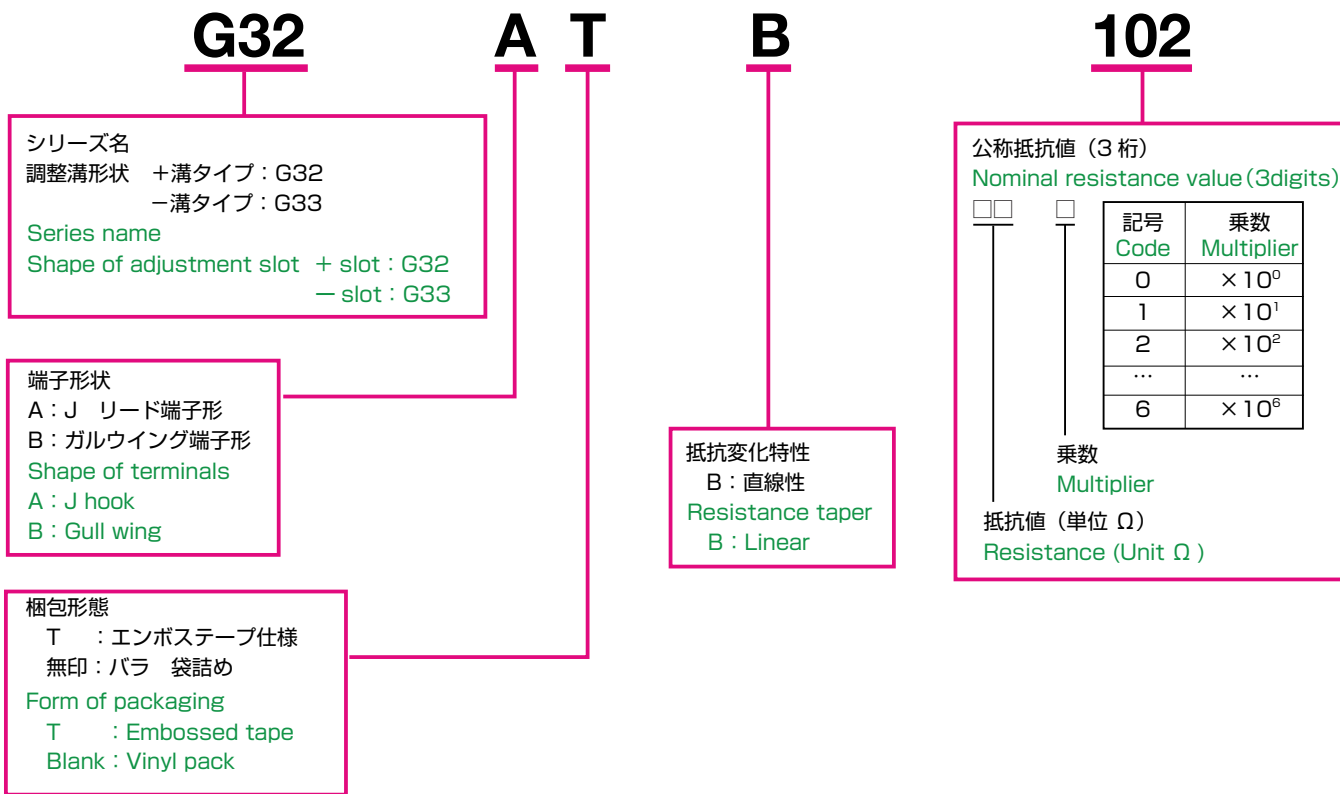 G32 A T B 102
シリーズ名
調整溝形状 +溝タイプ：G32
−溝タイプ：G33
Series name
Shape of adjustment slot + slot：G32
− slot：G33
端子形状
A：J リード端子形
B：ガルウイング端子形
Shape of terminals
A：J hook
B：Gull wing
梱包形態
T ：エンボステープ仕様
無印：バラ 袋詰め
Form of packaging
T ：Embossed tape
Blank：Vinyl pack
抵抗変化特性
B：直線性
Resistance taper
B：Linear
公称抵抗値（3 桁）
Nominal resistance value（3digits）
□□ □
記号 乗数
Code Multiplier
0 ×10⁰
1 ×10¹
2 ×10²
… …
6 ×10⁶
乗数
Multiplier
抵抗値（単位 Ω）
Resistance (Unit Ω )